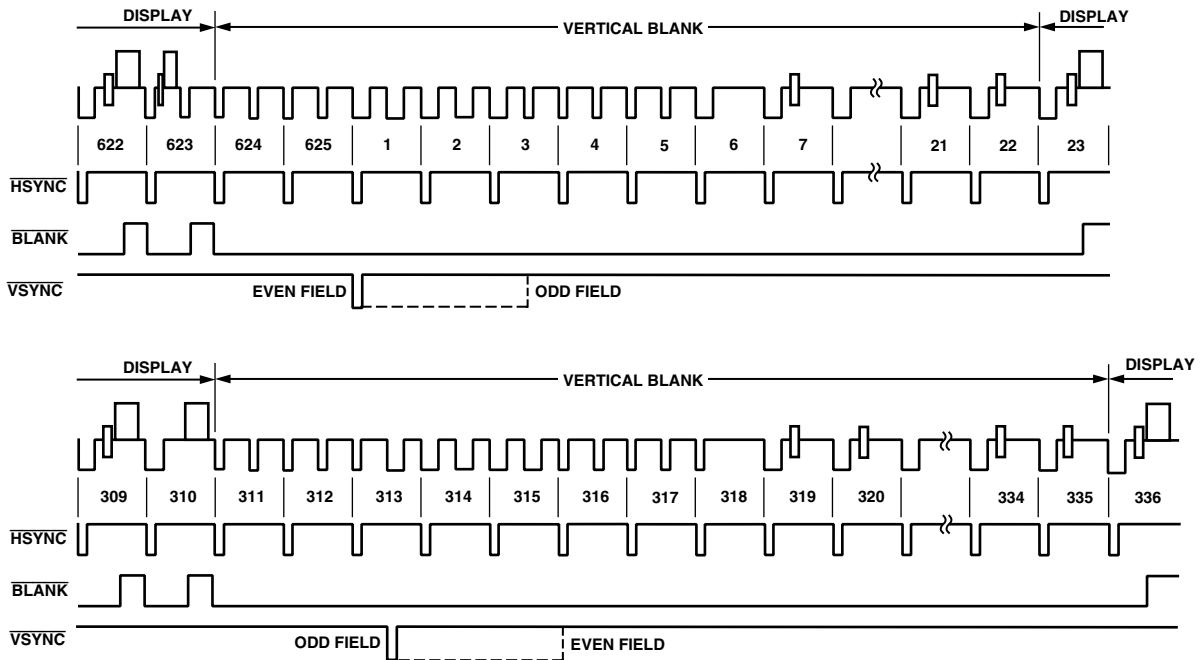 DISPLAY VERTICAL BLANK DISPLAY
622 623 624 625 1 2 3 4 5 6 7 21 22 23
HSYNC
BLANK
VSYNC
EVEN FIELD ODD FIELD
DISPLAY VERTICAL BLANK DISPLAY
309 310 311 312 313 314 315 316 317 318 319 320 334 335 336
HSYNC
BLANK
VSYNC
ODD FIELD EVEN FIELD